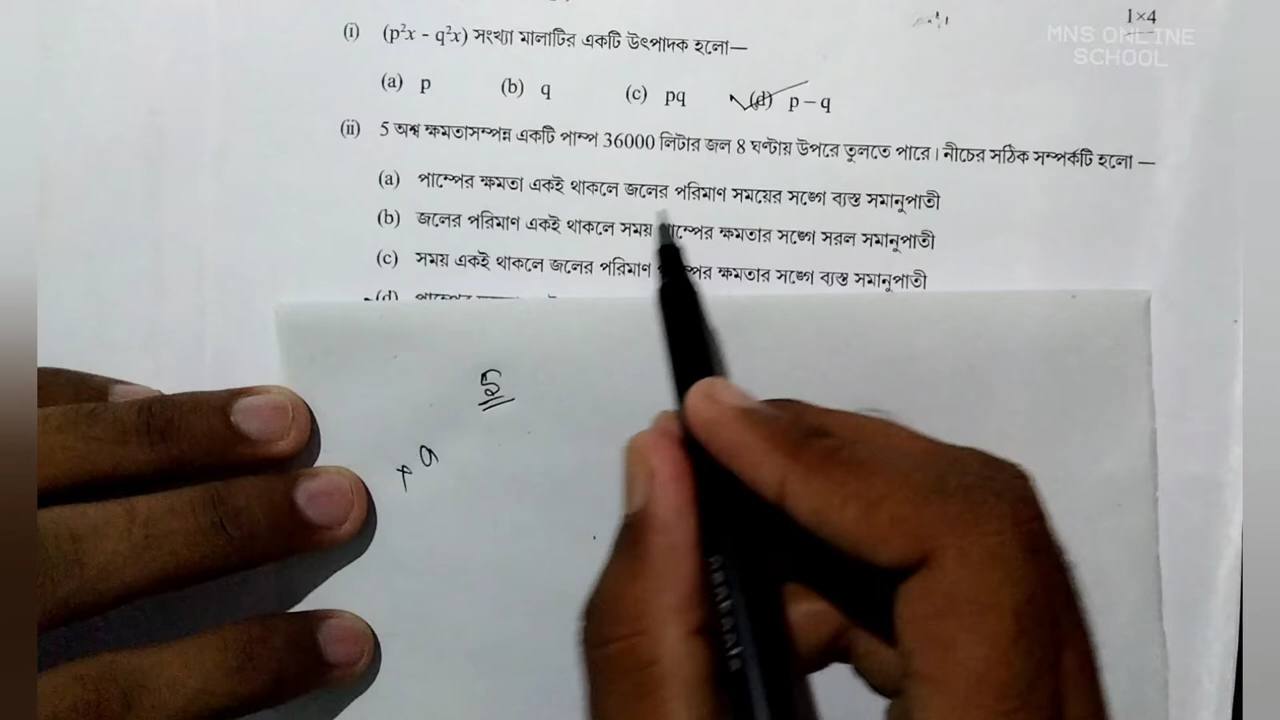 1×4
MNS ONLINE
SCHOOL
(i) (p²x - q²x) সংখ্যা মালাটির একটি উৎপাদক হলো—
(a) p (b) q (c) pq (d) p – q
(ii) 5 অশ্ব ক্ষমতাসম্পন্ন একটি পাম্প 36000 লিটার জল 8 ঘণ্টায় উপরে তুলতে পারে। নীচের সঠিক সম্পর্কটি হলো —
(a) পাম্পের ক্ষমতা একই থাকলে জলের পরিমাণ সময়ের সঙ্গে ব্যস্ত সমানুপাতী
(b) জলের পরিমাণ একই থাকলে সময় পাম্পের ক্ষমতার সঙ্গে সরল সমানুপাতী
(c) সময় একই থাকলে জলের পরিমাণ ক্ষমতার সঙ্গে ব্যস্ত সমানুপাতী
(d)
5